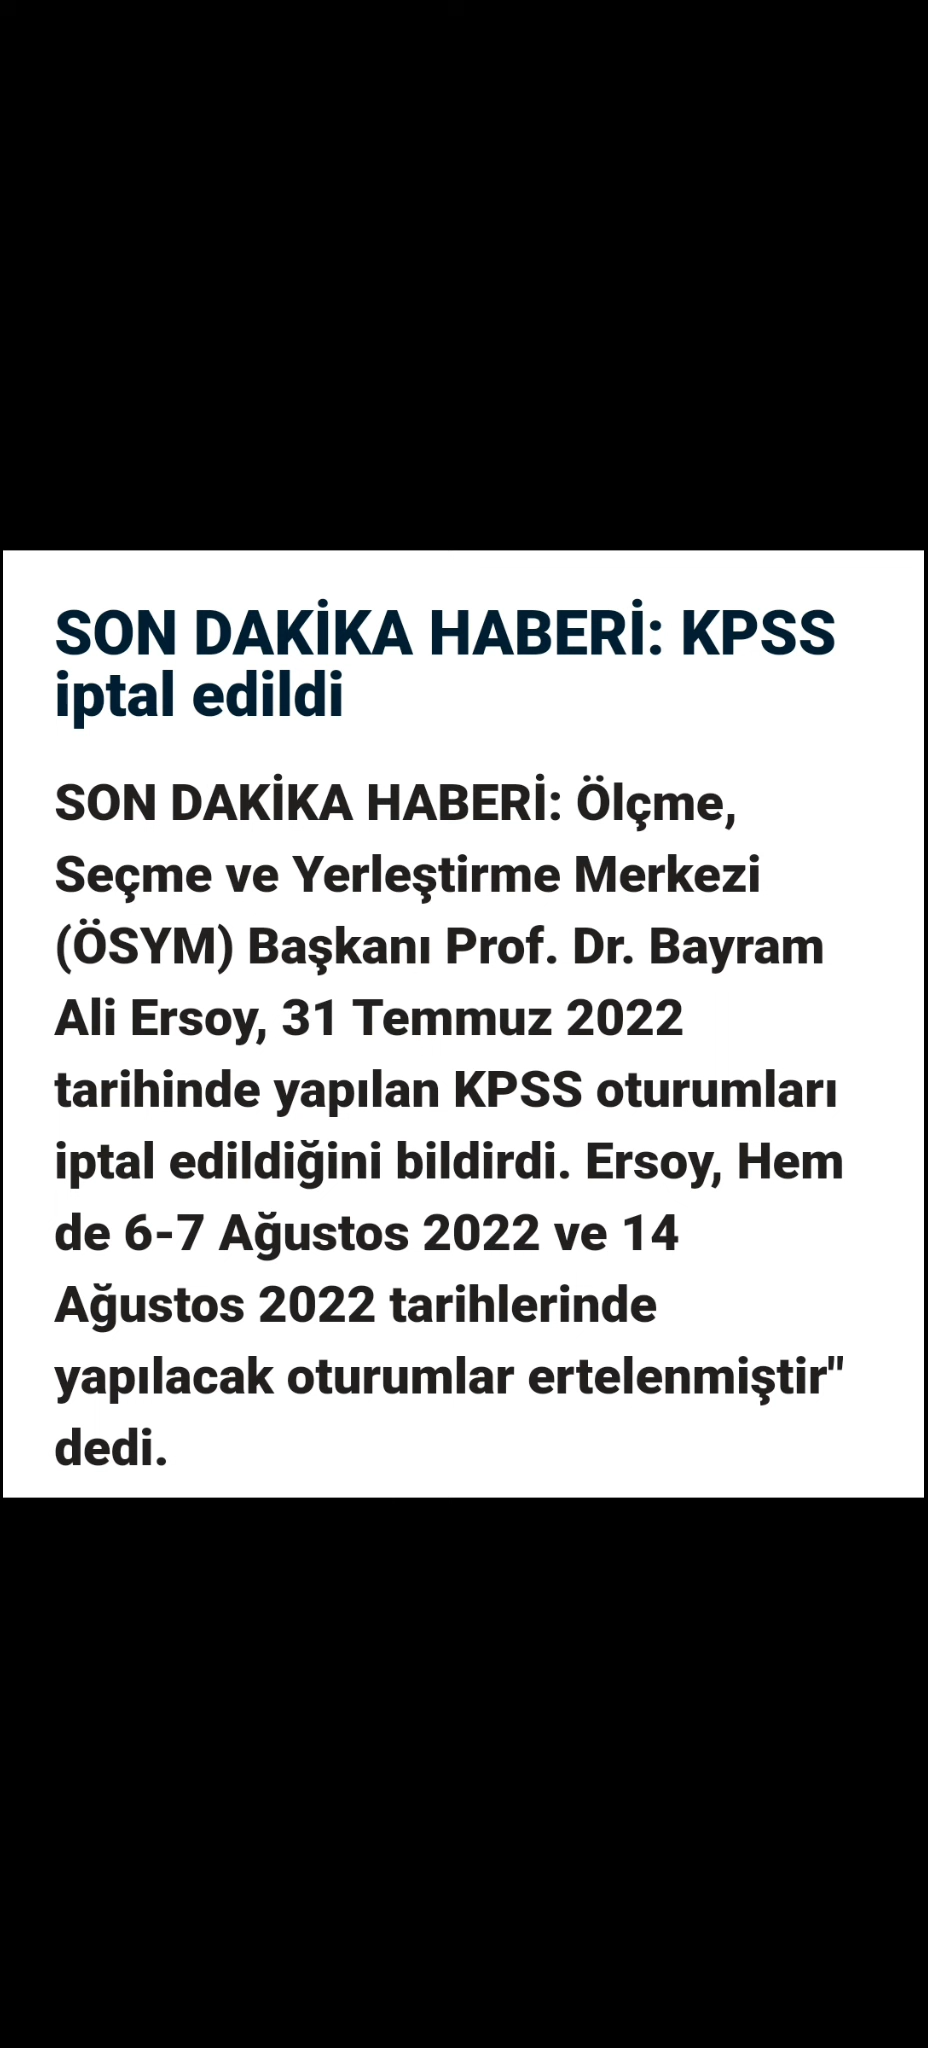 SON DAKİKA HABERİ: KPSS
iptal edildi
SON DAKİKA HABERİ: Ölçme,
Seçme ve Yerleştirme Merkezi
(ÖSYM) Başkanı Prof. Dr. Bayram
Ali Ersoy, 31 Temmuz 2022
tarihinde yapılan KPSS oturumları
iptal edildiğini bildirdi. Ersoy, Hem
de 6-7 Ağustos 2022 ve 14
Ağustos 2022 tarihlerinde
yapılacak oturumlar ertelenmiştir"
dedi.